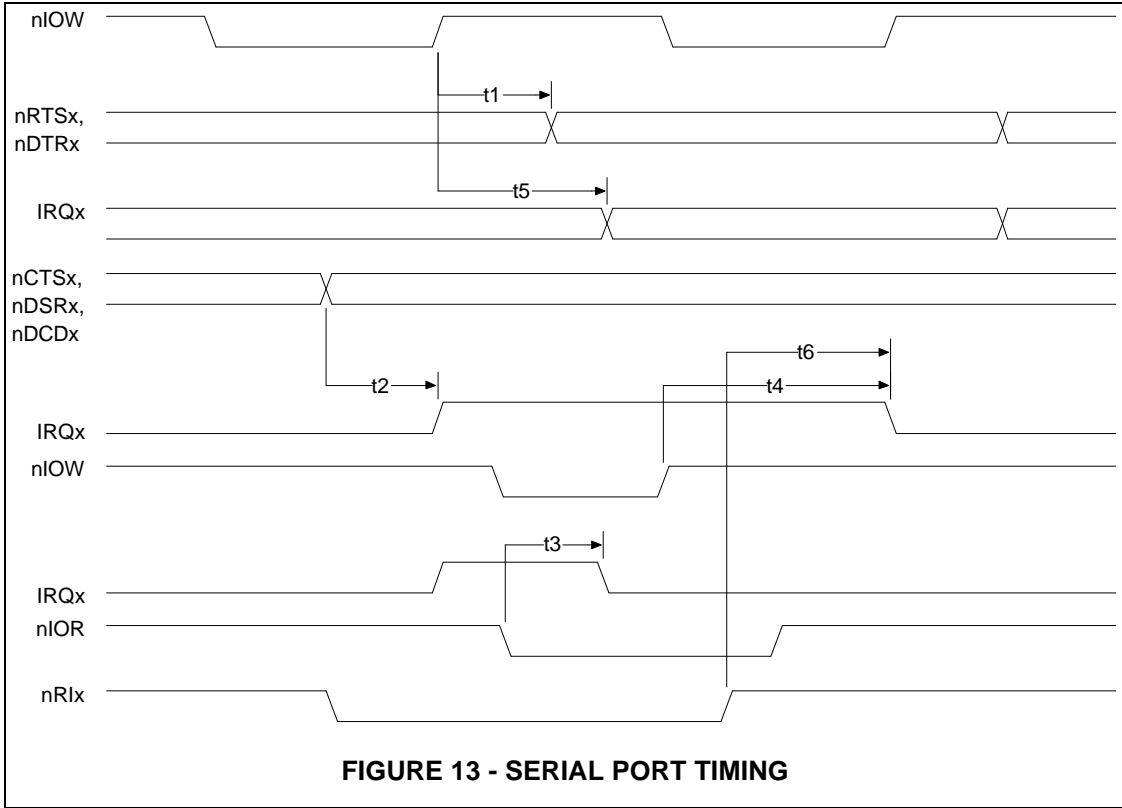 nIOW
t1
nRTSx,
nDTRx
t5
IRQx
nCTSx,
nDSRx,
nDCDx
t6
t4
t2
IRQx
nIOW
t3
IRQx
nIOR
nRIx
FIGURE 13 - SERIAL PORT TIMING